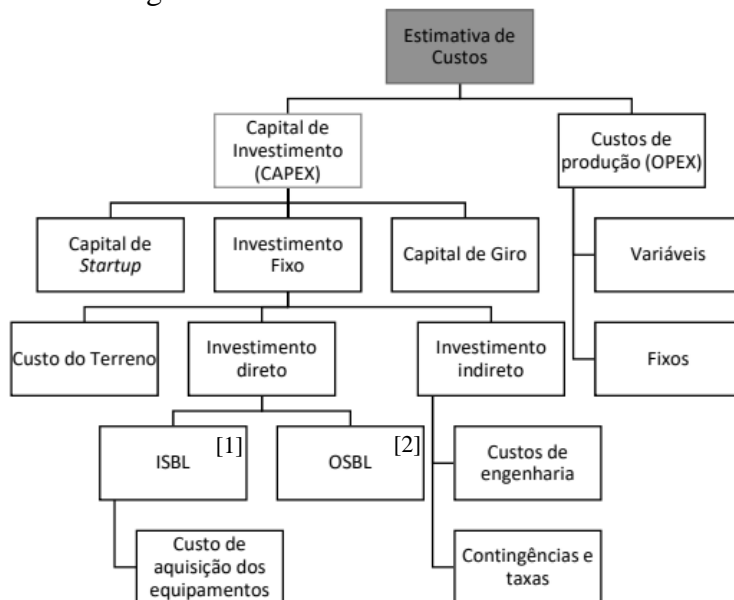 Estimativa de
Custos
Capital de
Investimento
(CAPEX)
Custos de
produção (OPEX)
Capital de
Startup
Investimento
Fixo
Capital de Giro
Variáveis
Custo do Terreno
Investimento
direto
Investimento
indireto
Fixos
ISBL [1]
OSBL [2]
Custos de
engenharia
Custo de
aquisição dos
equipamentos
Contingências e
taxas